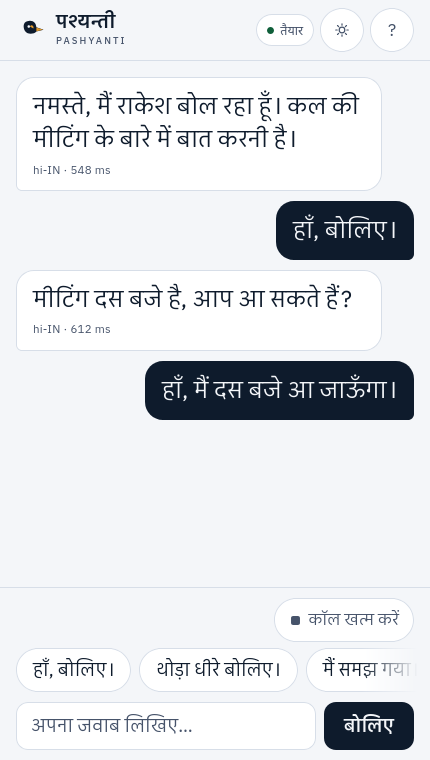 पश्यन्ती
PASHYANTI
तैयार
?
नमस्ते, मैं राकेश बोल रहा हूँ। कल की
मीटिंग के बारे में बात करनी है।
hi-IN · 548 ms
हाँ, बोलिए।
मीटिंग दस बजे है, आप आ सकते हैं?
hi-IN · 612 ms
हाँ, मैं दस बजे आ जाऊँगा।
कॉल खत्म करें
हाँ, बोलिए।
थोड़ा धीरे बोलिए।
मैं समझ गया।
अपना जवाब लिखिए...
बोलिए